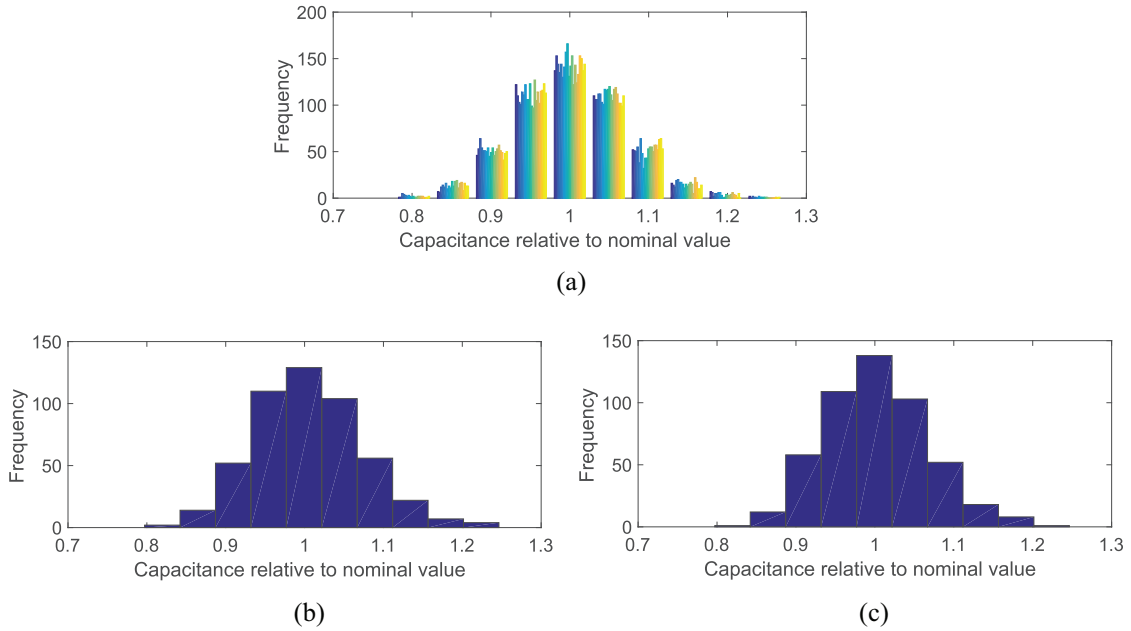 200
150
100
50
0
Frequency
0.7 0.8 0.9 1 1.1 1.2 1.3
Capacitance relative to nominal value
(a)
150
100
50
0
Frequency
0.7 0.8 0.9 1 1.1 1.2 1.3
Capacitance relative to nominal value
(b)
150
100
50
0
Frequency
0.7 0.8 0.9 1 1.1 1.2 1.3
Capacitance relative to nominal value
(c)